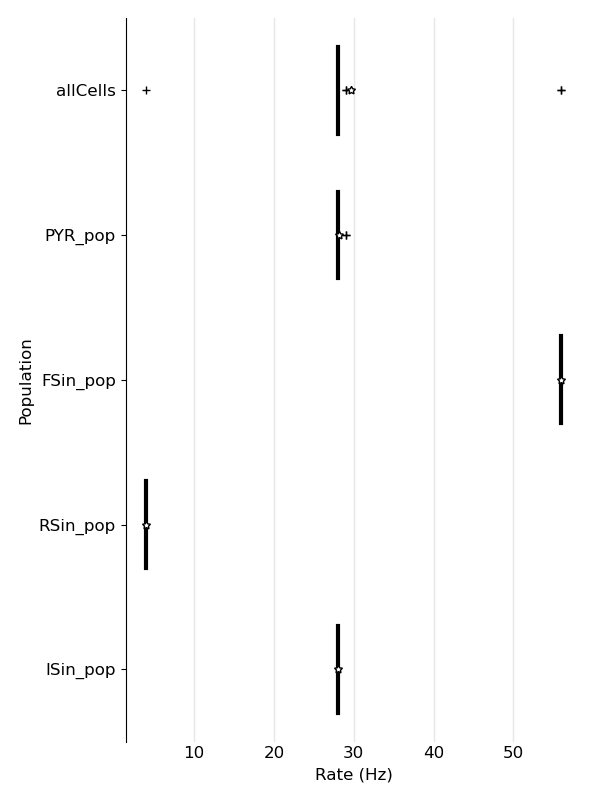 allCells
PYR_pop
FSin_pop
RSin_pop
ISin_pop
Population
10 20 30 40 50
Rate (Hz)